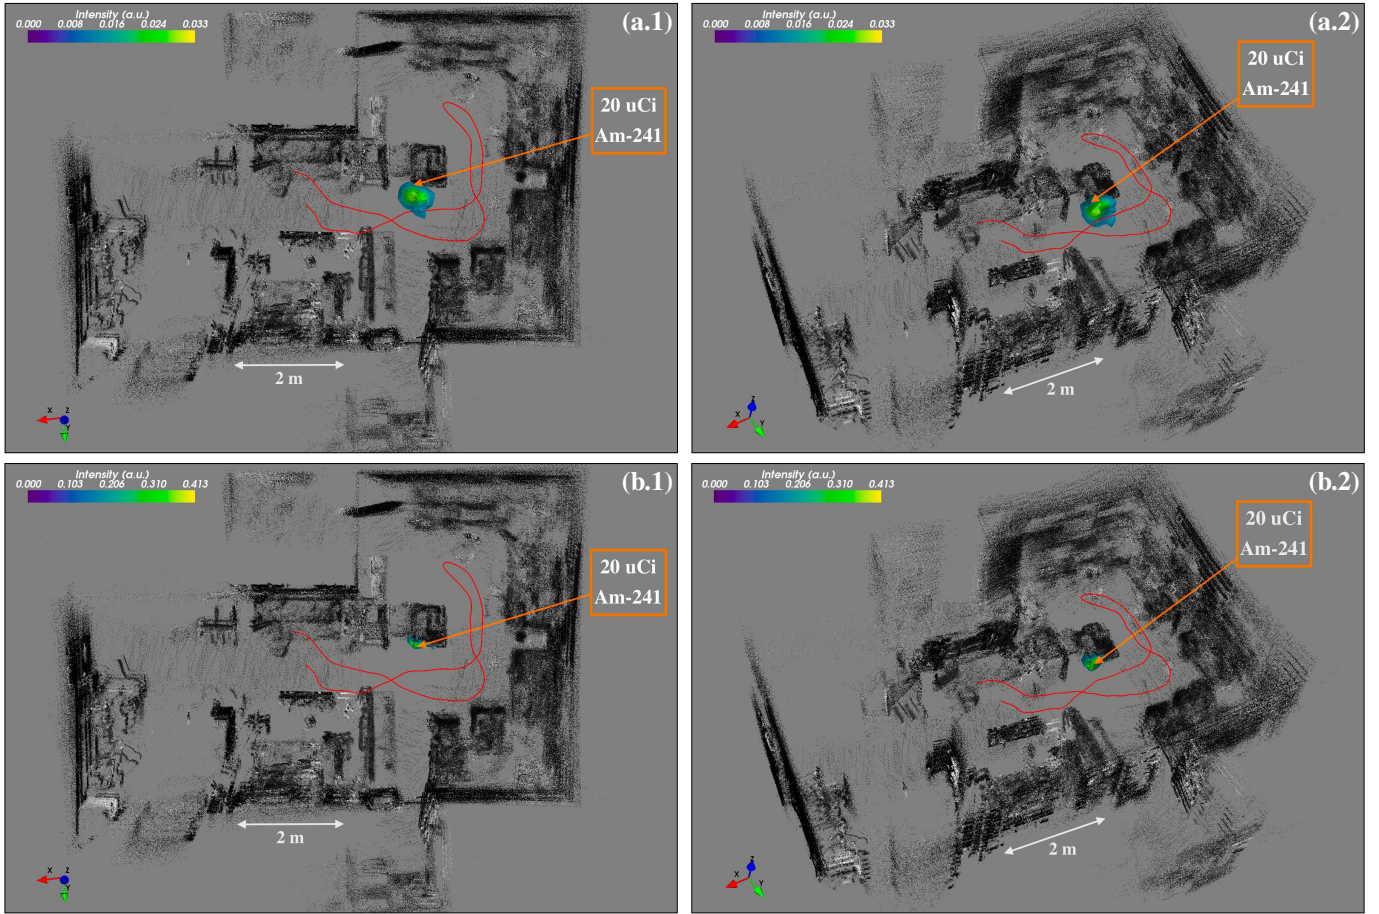 Intensity (a.u.)
0.000 0.008 0.016 0.024 0.033
(a.1)
20 uCi
Am-241
2 m
X Z
Y
Intensity (a.u.)
0.000 0.008 0.016 0.024 0.033
(a.2)
20 uCi
Am-241
2 m
Z
X Y
Intensity (a.u.)
0.000 0.103 0.206 0.310 0.413
(b.1)
20 uCi
Am-241
2 m
X Z
Y
Intensity (a.u.)
0.000 0.103 0.206 0.310 0.413
(b.2)
20 uCi
Am-241
2 m
Z
X Y